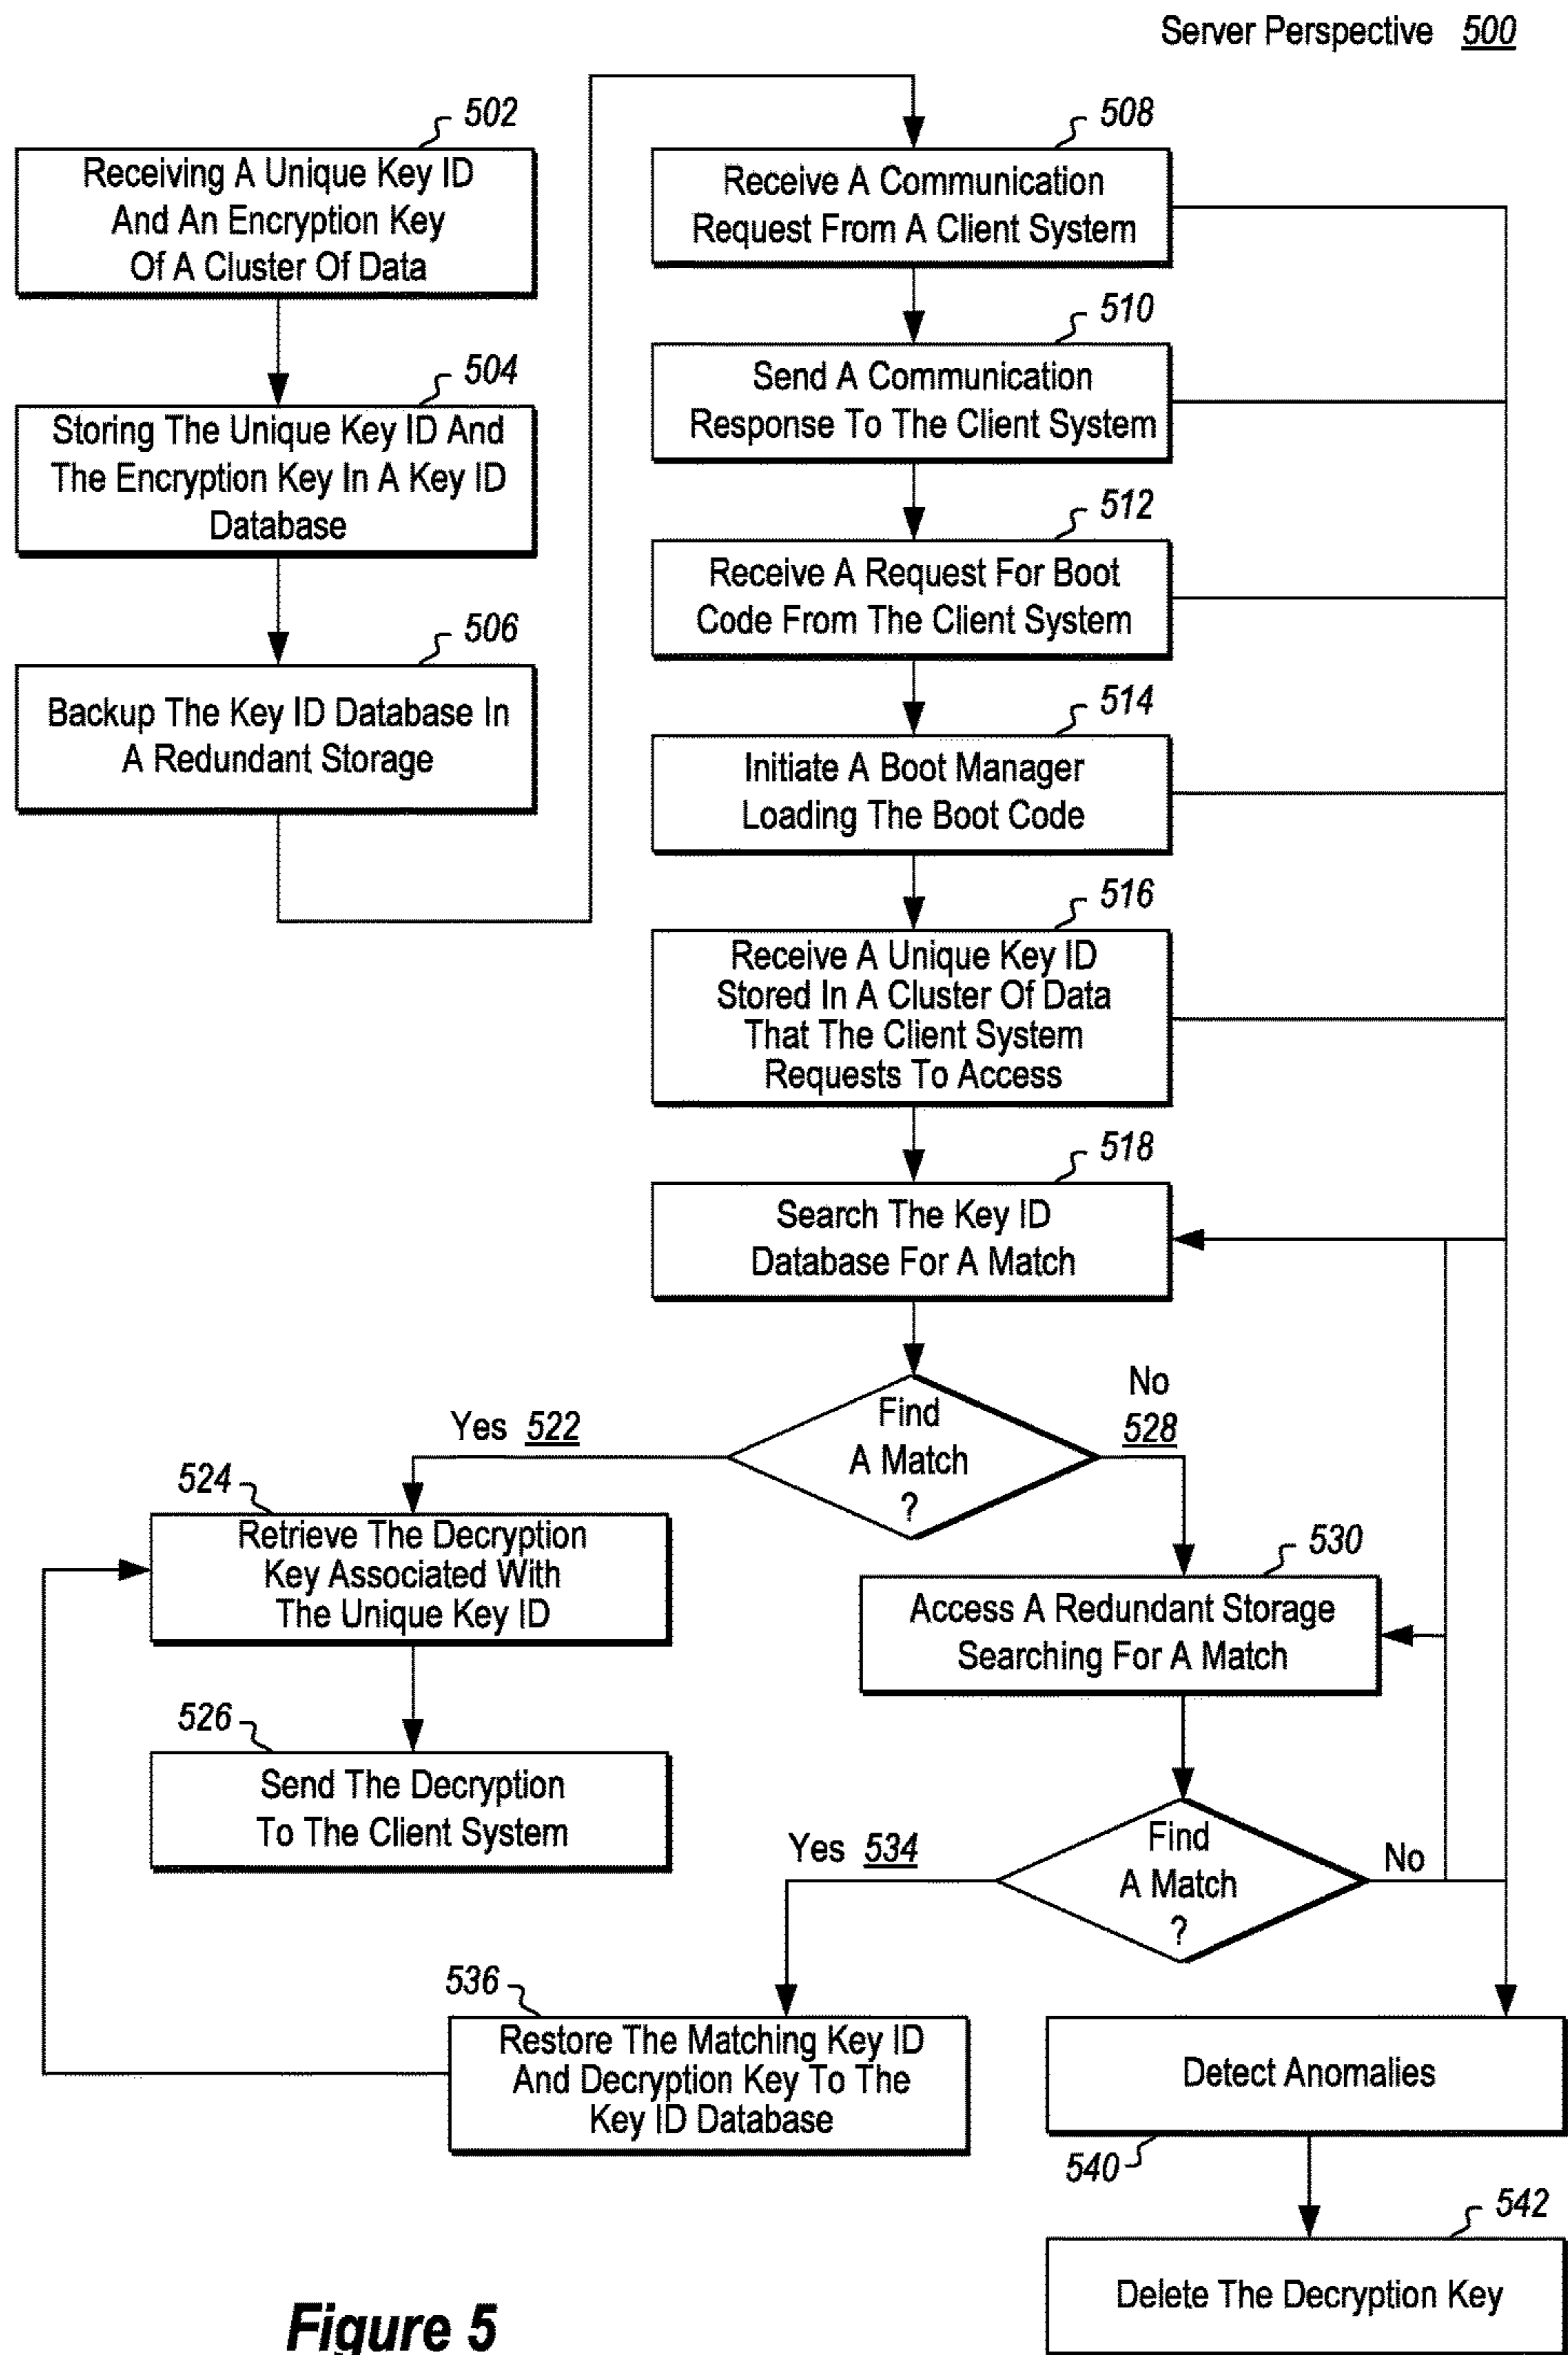 Server Perspective 500
502
Receiving A Unique Key ID
And An Encryption Key
Of A Cluster Of Data
504
Storing The Unique Key ID And
The Encryption Key In A Key ID
Database
506
Backup The Key ID Database In
A Redundant Storage
508
Receive A Communication
Request From A Client System
510
Send A Communication
Response To The Client System
512
Receive A Request For Boot
Code From The Client System
514
Initiate A Boot Manager
Loading The Boot Code
516
Receive A Unique Key ID
Stored In A Cluster Of Data
That The Client System
Requests To Access
518
Search The Key ID
Database For A Match
Find
A Match
?
Yes 522
No
528
524
Retrieve The Decryption
Key Associated With
The Unique Key ID
526
Send The Decryption
To The Client System
530
Access A Redundant Storage
Searching For A Match
Find
A Match
?
Yes 534
No
536
Restore The Matching Key ID
And Decryption Key To The
Key ID Database
Detect Anomalies
540
542
Delete The Decryption Key
Figure 5